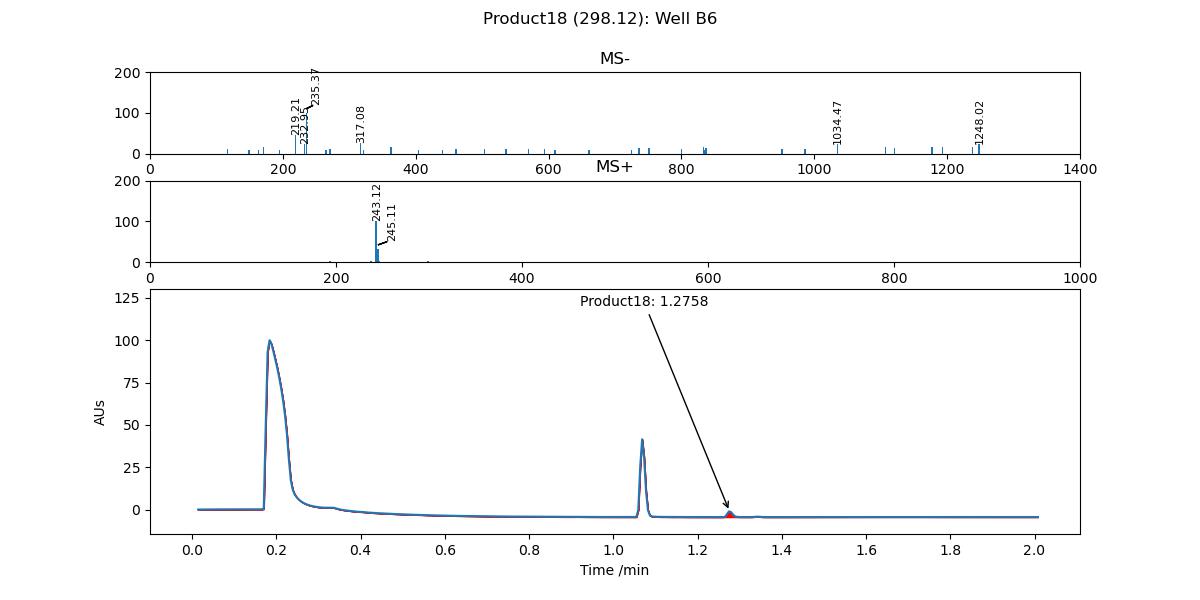 Product18 (298.12): Well B6
MS-
200
100
0
219.21
232.95
235.37
317.08
1034.47
1248.02
0 200 400 600 800 1000 1200 1400
MS+
200
100
0
243.12
245.11
0 200 400 600 800 1000
Product18: 1.2758
125
100
75
50
25
0
AUs
0.0 0.2 0.4 0.6 0.8 1.0 1.2 1.4 1.6 1.8 2.0
Time /min